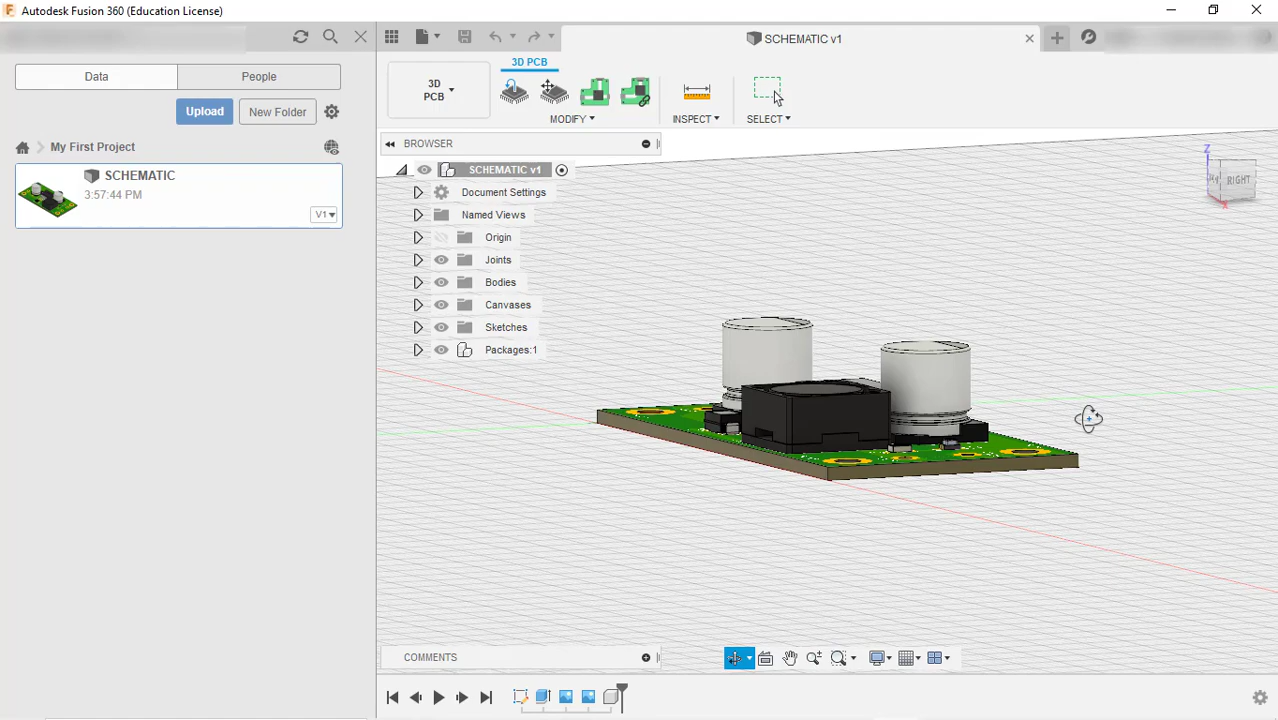 Autodesk Fusion 360 (Education License)
SCHEMATIC v1
Data
People
3D PCB
Upload
New Folder
3D
PCB
MODIFY
INSPECT
SELECT
My First Project
BROWSER
SCHEMATIC
3:57:44 PM
V1
SCHEMATIC v1
Document Settings
Named Views
Origin
Joints
Bodies
Canvases
Sketches
Packages:1
Z
RIGHT
X
COMMENTS